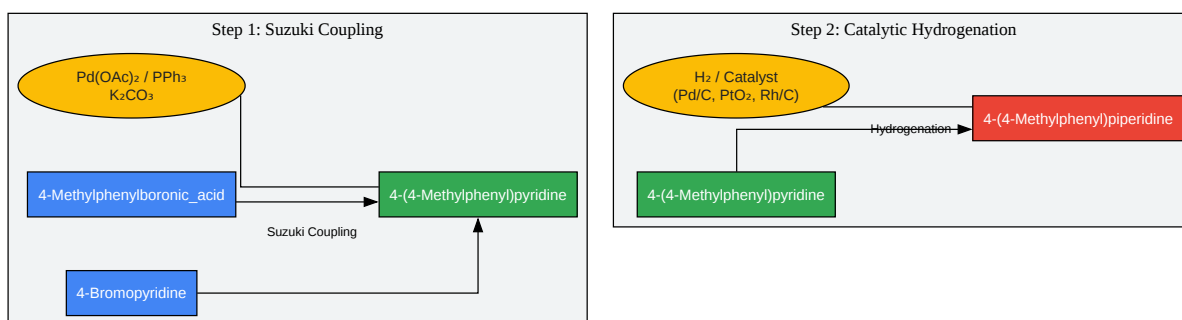 Step 1: Suzuki Coupling
Pd(OAc)₂ / PPh₃
K₂CO₃
4-Methylphenylboronic_acid
4-(4-Methylphenyl)pyridine
Suzuki Coupling
4-Bromopyridine
Step 2: Catalytic Hydrogenation
H₂ / Catalyst
(Pd/C, PtO₂, Rh/C)
4-(4-Methylphenyl)piperidine
Hydrogenation
4-(4-Methylphenyl)pyridine